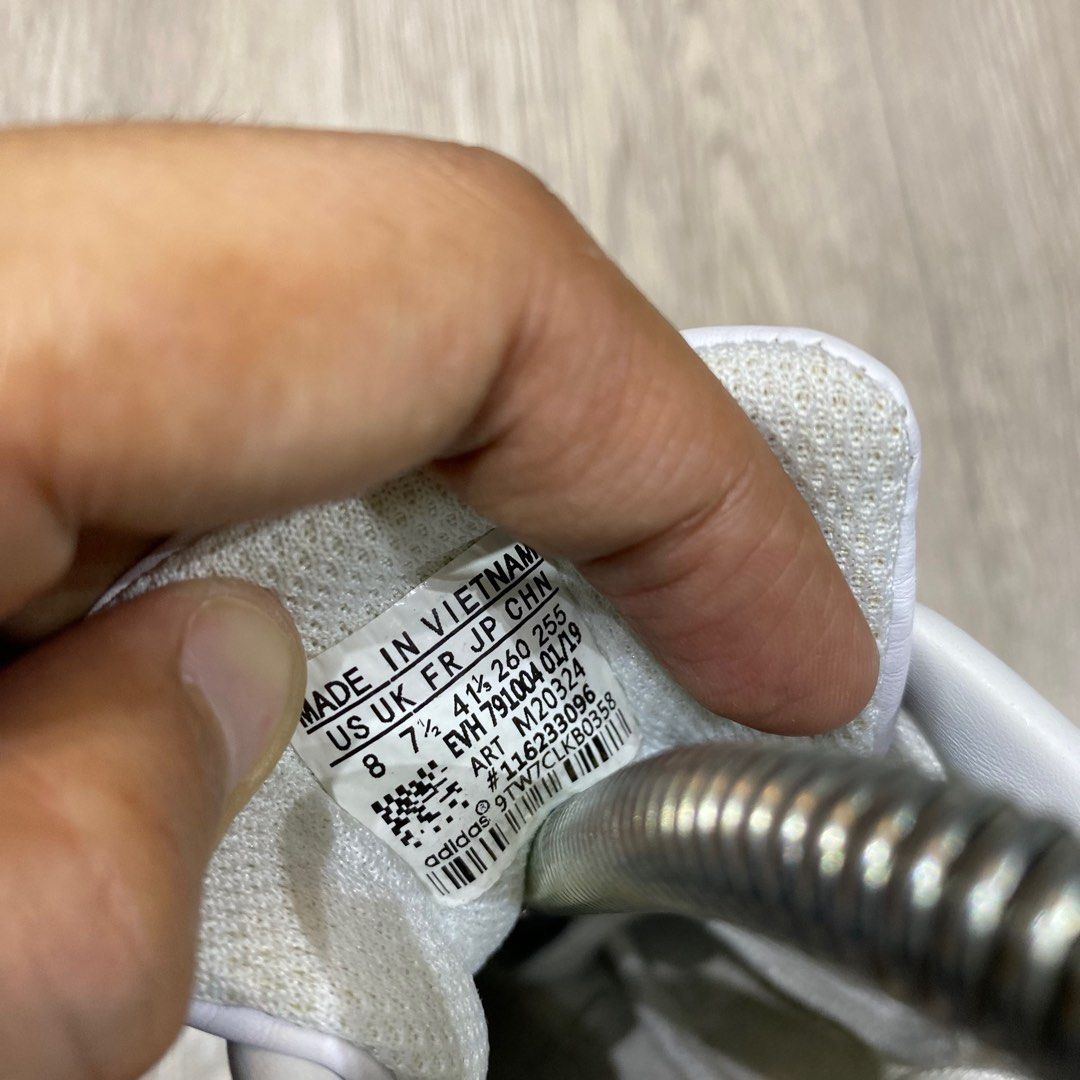 MADE IN VIETNAM
US UK FR JP CHN
8 7½ 41⅓ 260 255
EVH 791004 01/19
ART M20324
#116233096
adidas® 9TW7CLKB0358